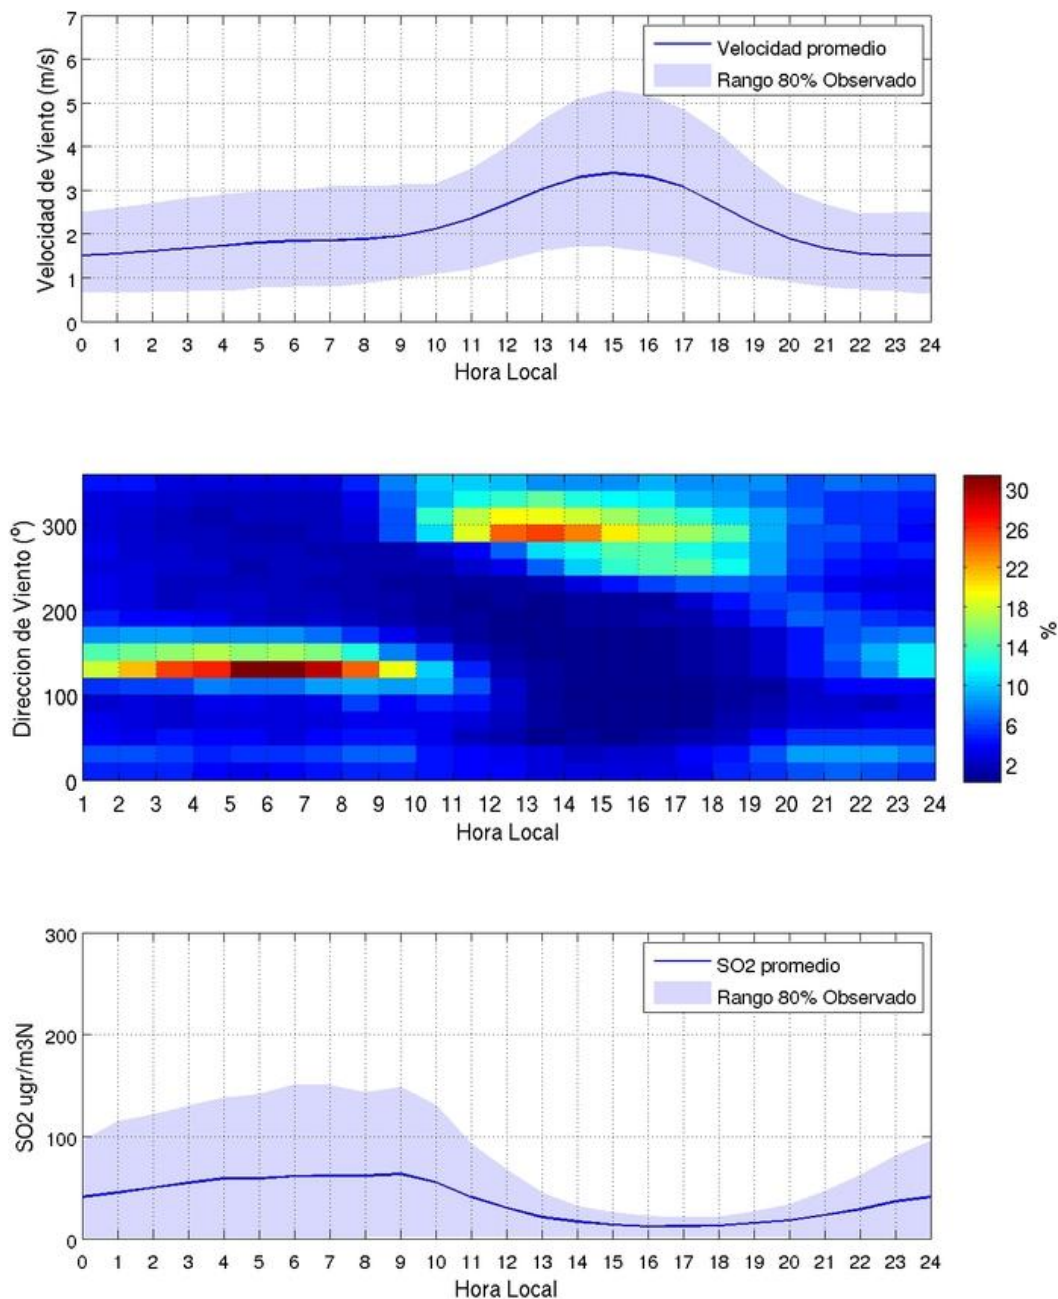 7
6
5
4
3
2
1
0
Velocidad de Viento (m/s)
Velocidad promedio
Rango 80% Observado
0 1 2 3 4 5 6 7 8 9 10 11 12 13 14 15 16 17 18 19 20 21 22 23 24
Hora Local
300
200
100
0
Direccion de Viento (º)
30
26
22
18
14
10
6
2
%
1 2 3 4 5 6 7 8 9 10 11 12 13 14 15 16 17 18 19 20 21 22 23 24
Hora Local
300
200
100
0
SO2 ugr/m3N
SO2 promedio
Rango 80% Observado
0 1 2 3 4 5 6 7 8 9 10 11 12 13 14 15 16 17 18 19 20 21 22 23 24
Hora Local